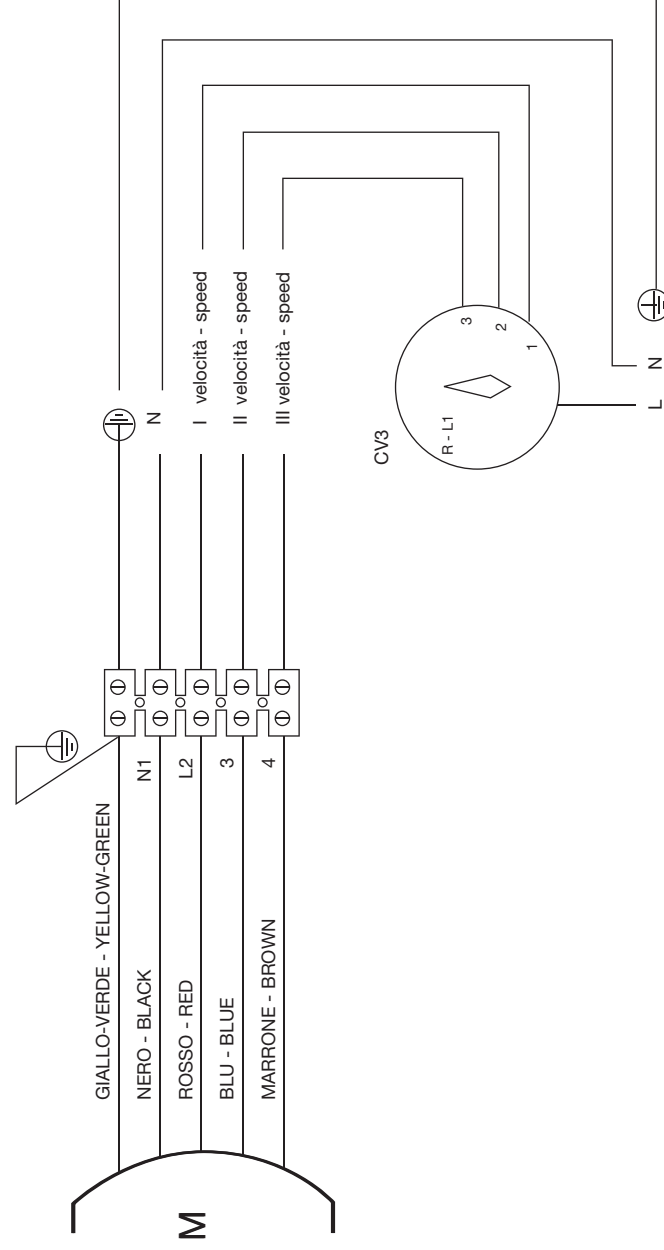 GIALLO-VERDE - YELLOW-GREEN
NERO - BLACK
N1
N
ROSSO - RED
L2
I velocità - speed
BLU - BLUE
3
II velocità - speed
MARRONE - BROWN
4
III velocità - speed
M
CV3
R - L1
3
2
1
L
N